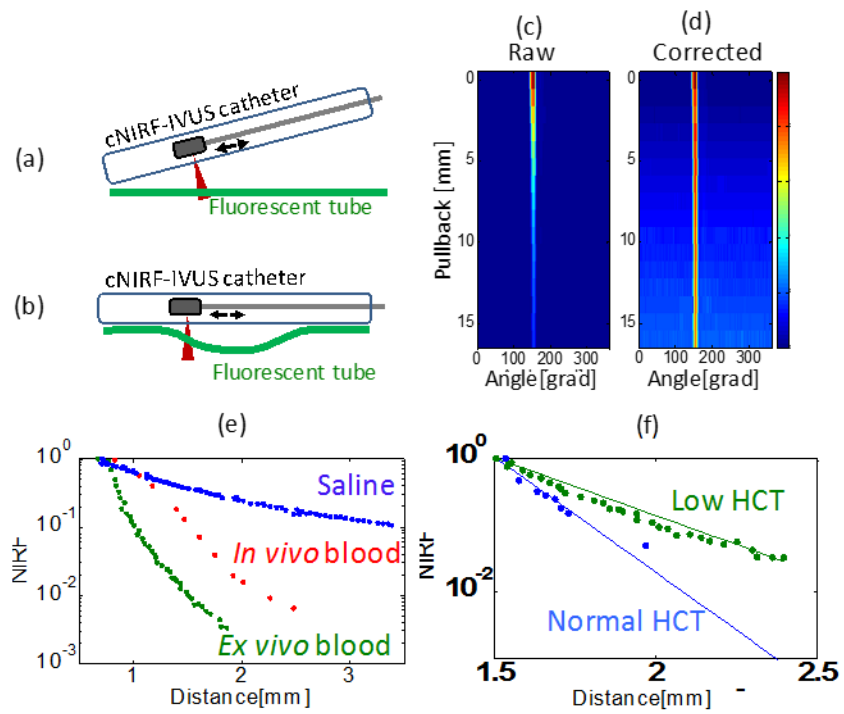 (a)
cNIRF-IVUS catheter
Fluorescent tube
(b)
cNIRF-IVUS catheter
Fluorescent tube
(c)
Raw
(d)
Corrected
Pullback [mm]
0
5
10
15
0 100 200 300
Angle[grad]
0
5
10
15
0 100 200 300
Angle[grad]
(e)
NIRF
10^0
10^-1
10^-2
10^-3
Saline
In vivo blood
Ex vivo blood
1 2 3
Distance[mm]
(f)
NIRF
10^0
10^-2
Low HCT
Normal HCT
1.5 2 2.5
Distance[mm]